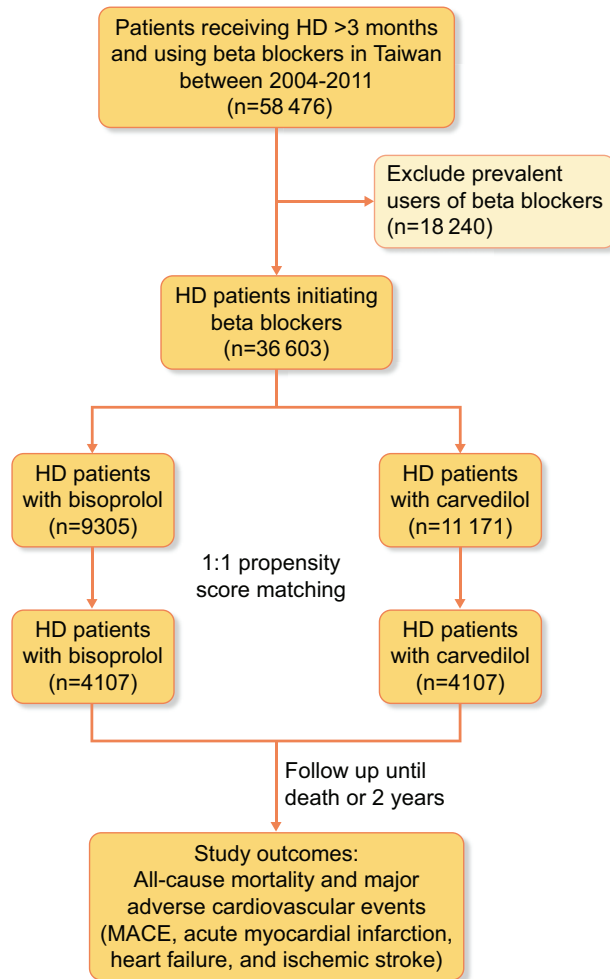 Patients receiving HD >3 months
and using beta blockers in Taiwan
between 2004-2011
(n=58 476)
Exclude prevalent
users of beta blockers
(n=18 240)
HD patients initiating
beta blockers
(n=36 603)
HD patients
with bisoprolol
(n=9305)
HD patients
with carvedilol
(n=11 171)
1:1 propensity
score matching
HD patients
with bisoprolol
(n=4107)
HD patients
with carvedilol
(n=4107)
Follow up until
death or 2 years
Study outcomes:
All-cause mortality and major
adverse cardiovascular events
(MACE, acute myocardial infarction,
heart failure, and ischemic stroke)